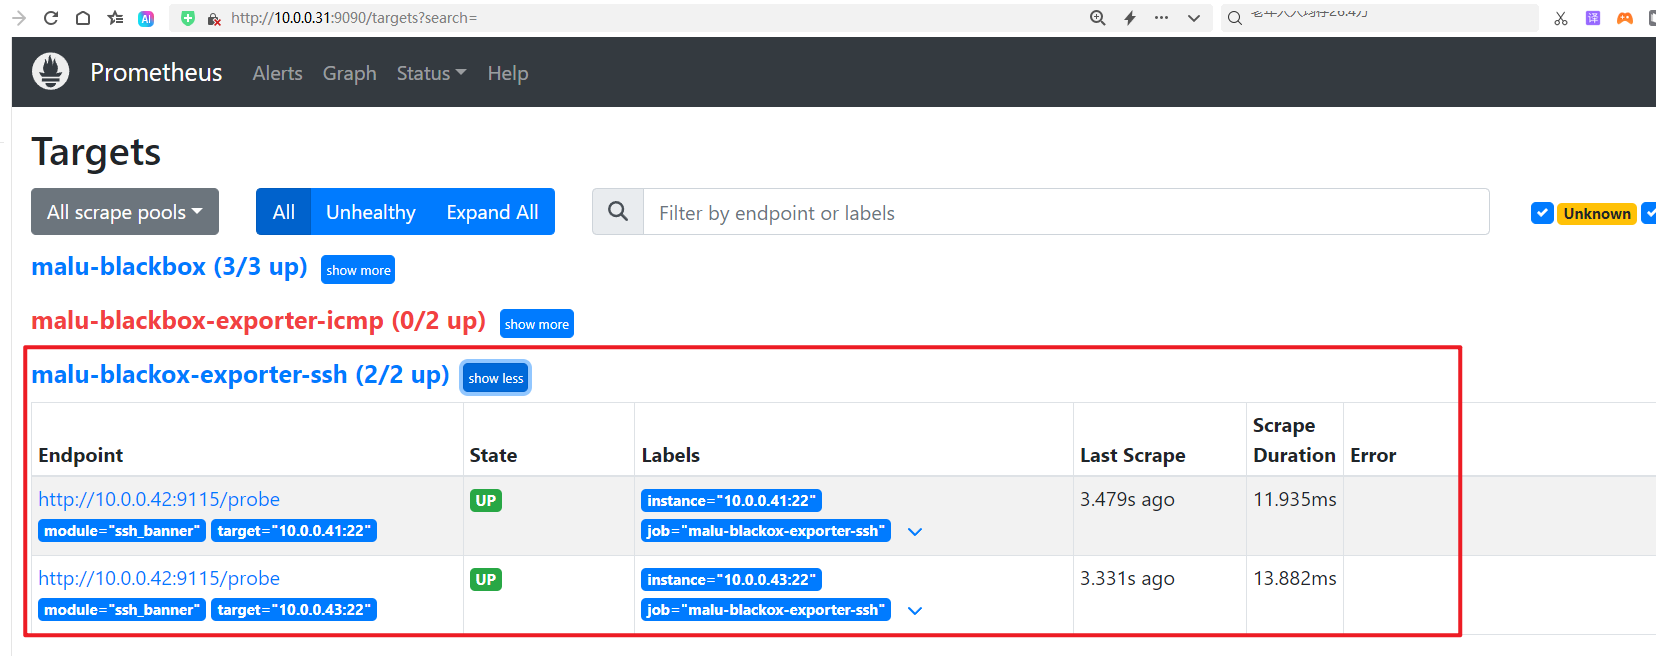 http://10.0.0.31:9090/targets?search=
Prometheus Alerts Graph Status Help
Targets
All scrape pools All Unhealthy Expand All Filter by endpoint or labels Unknown
malu-blackbox (3/3 up) show more
malu-blackbox-exporter-icmp (0/2 up) show more
malu-blackox-exporter-ssh (2/2 up) show less
Endpoint State Labels Last Scrape Scrape Duration Error
http://10.0.0.42:9115/probe UP instance="10.0.0.41:22" 3.479s ago 11.935ms
module="ssh_banner" target="10.0.0.41:22" job="malu-blackox-exporter-ssh"
http://10.0.0.42:9115/probe UP instance="10.0.0.43:22" 3.331s ago 13.882ms
module="ssh_banner" target="10.0.0.43:22" job="malu-blackox-exporter-ssh"